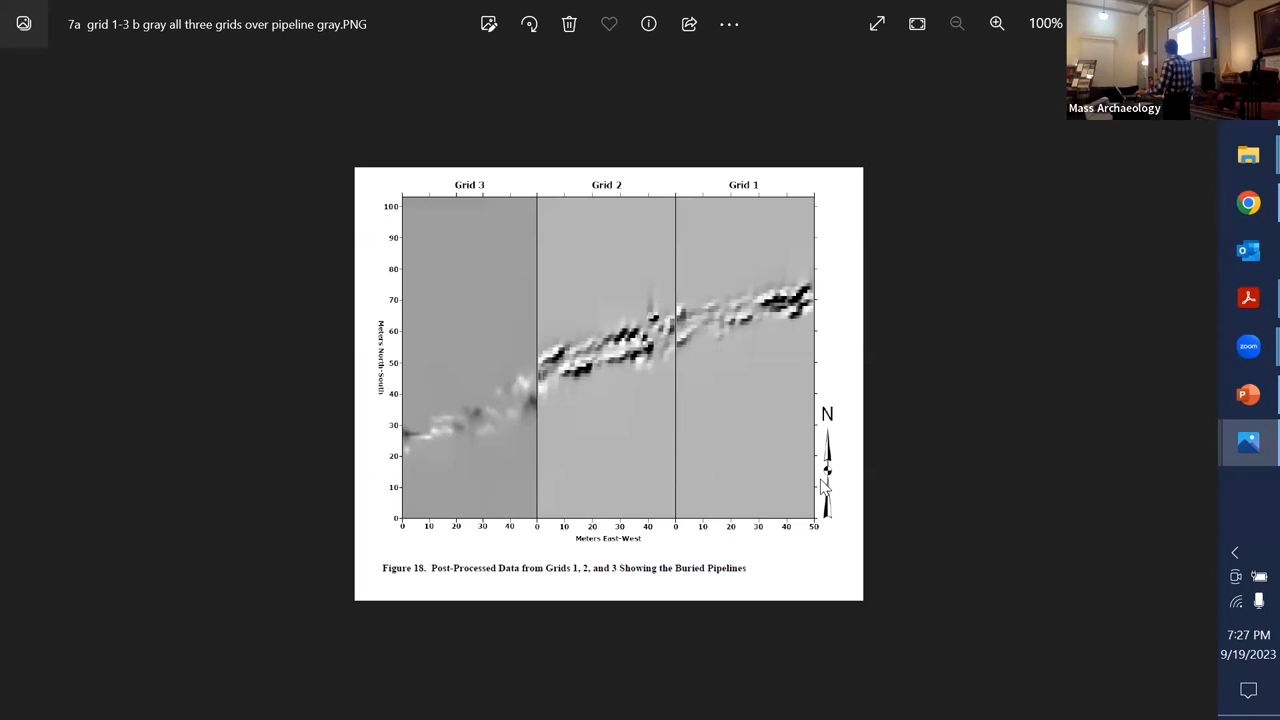 7a grid 1-3 b gray all three grids over pipeline gray.PNG
100%
Mass Archaeology
Grid 3 Grid 2 Grid 1
100
90
80
70
60
50
40
30
20
10
0
Meters North-South
N
0 10 20 30 40 0 10 20 30 40 0 10 20 30 40 50
Meters East-West
Figure 18. Post-Processed Data from Grids 1, 2, and 3 Showing the Buried Pipelines
zoom
7:27 PM
9/19/2023